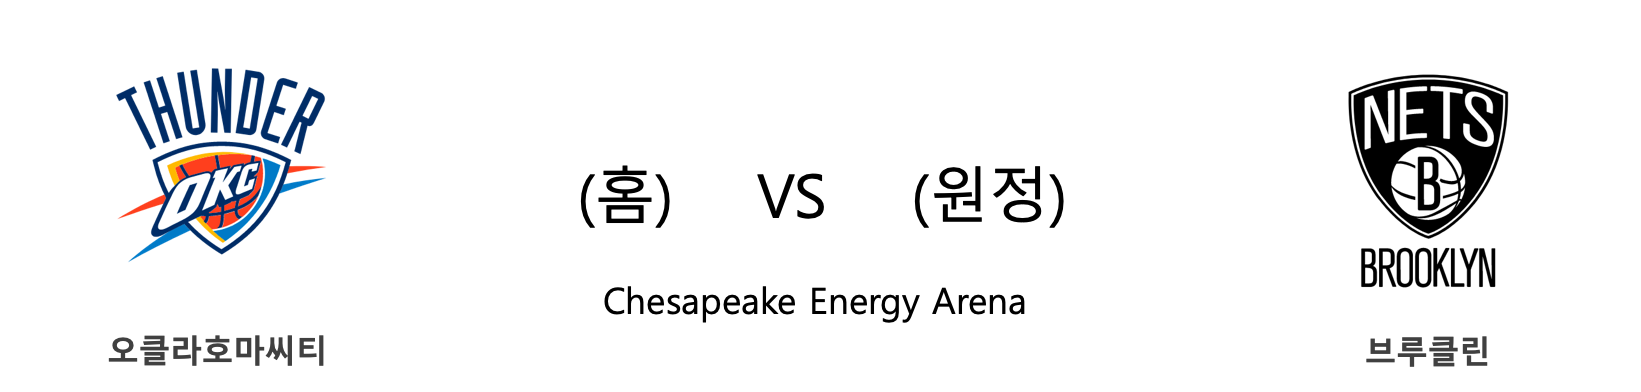 THUNDER
OKC
오클라호마씨티
(홈) VS (원정)
Chesapeake Energy Arena
NETS
B
BROOKLYN
브루클린